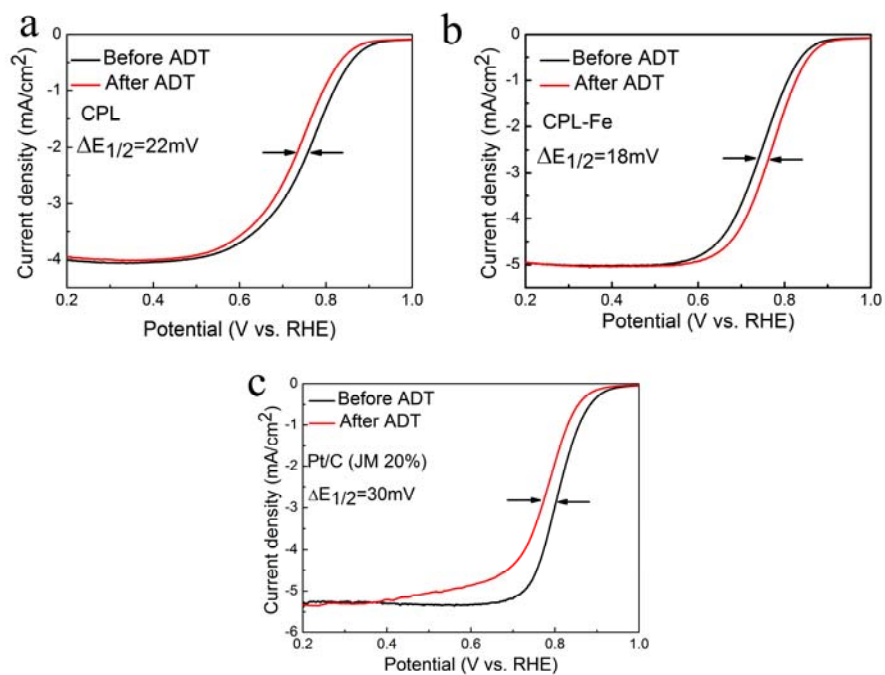 a
0
-1
-2
-3
-4
Current density (mA/cm²)
Before ADT
After ADT
CPL
ΔE1/2=22mV
0.2 0.4 0.6 0.8 1.0
Potential (V vs. RHE)
b
0
-1
-2
-3
-4
-5
Current density (mA/cm²)
Before ADT
After ADT
CPL-Fe
ΔE1/2=18mV
0.2 0.4 0.6 0.8 1.0
Potential (V vs. RHE)
c
0
-1
-2
-3
-4
-5
-6
Current density (mA/cm²)
Before ADT
After ADT
Pt/C (JM 20%)
ΔE1/2=30mV
0.2 0.4 0.6 0.8 1.0
Potential (V vs. RHE)